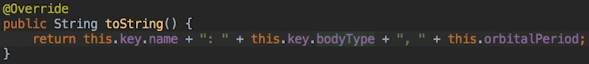 @Override
public String toString() {
    return this.key.name + ": " + this.key.bodyType + ", " + this.orbitalPeriod;
}